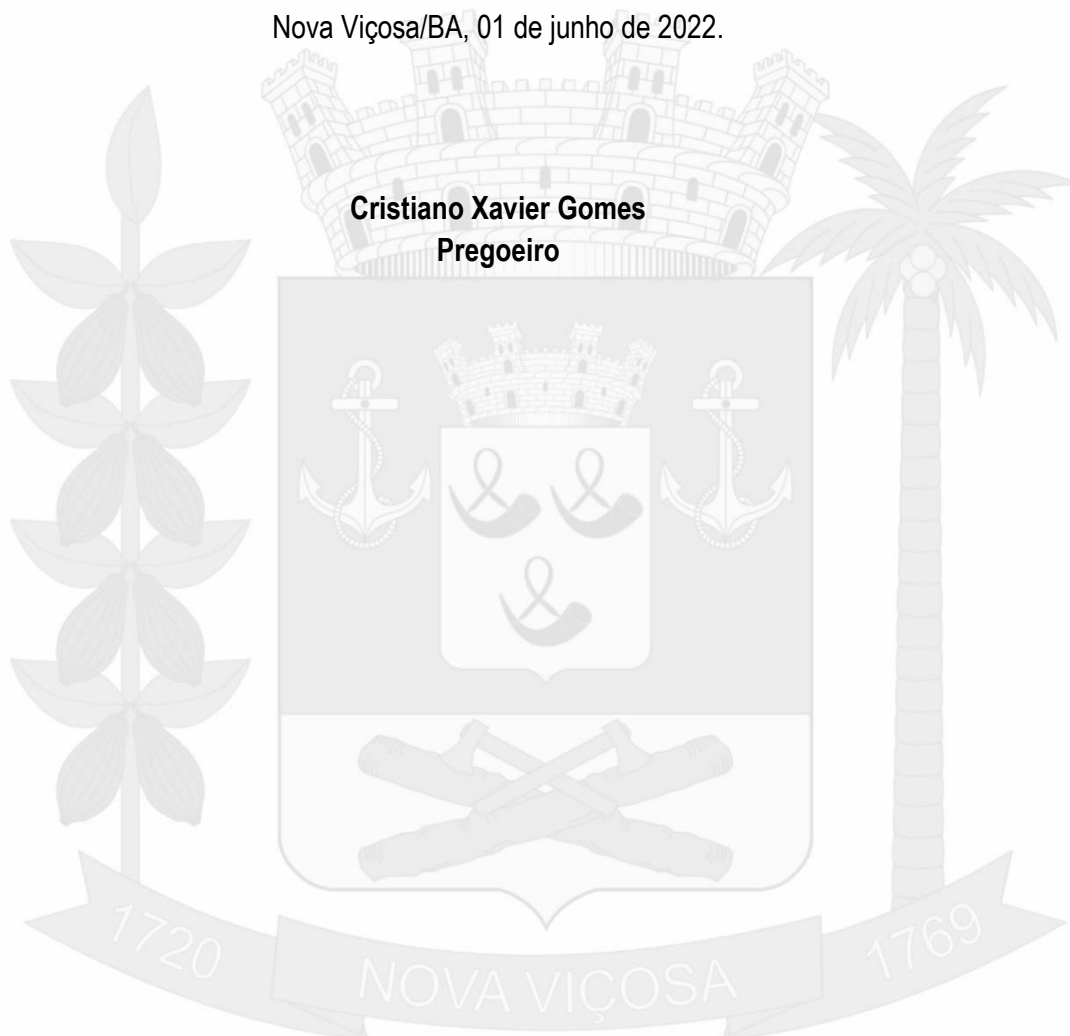 Nova Viçosa/BA, 01 de junho de 2022.
Cristiano Xavier Gomes
Pregoeiro
1720
NOVA VIÇOSA
1769